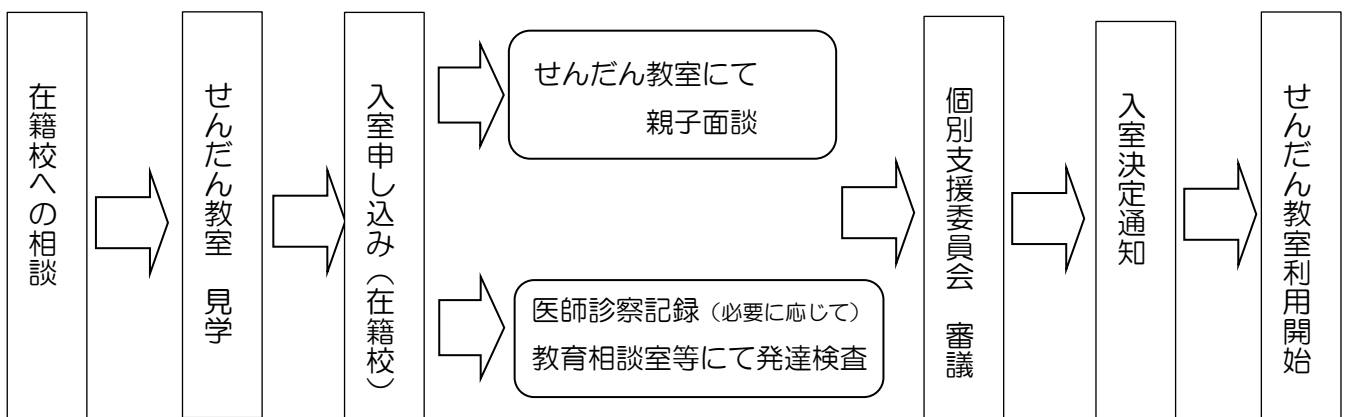 在籍校への相談
せんだん教室　見学
入室申し込み（在籍校）
せんだん教室にて
親子面談
医師診察記録（必要に応じて）
教育相談室等にて発達検査
個別支援委員会　審議
入室決定通知
せんだん教室利用開始